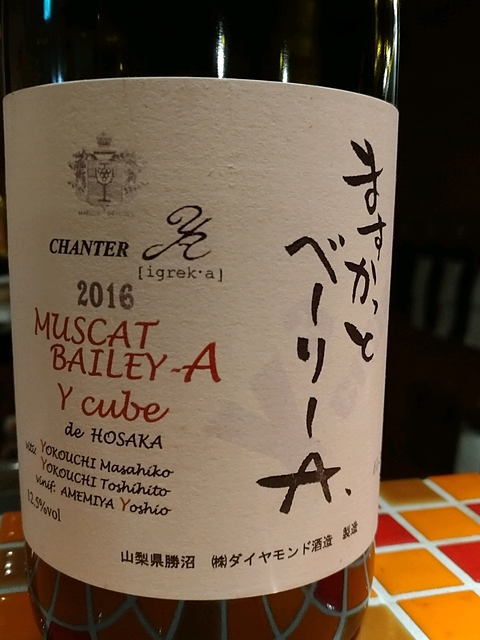 CHANTER YA
[igrek·a]
2016
MUSCAT
BAILEY-A
Y cube
de HOSAKA
Vitic: YOKOUCHI Masahiko
YOKOUCHI Toshihito
Vinif: AMEMIYA Yoshio
12.5%vol
ますかっと
ベーリーA、
山梨県勝沼 ㈱ダイヤモンド酒造 製造